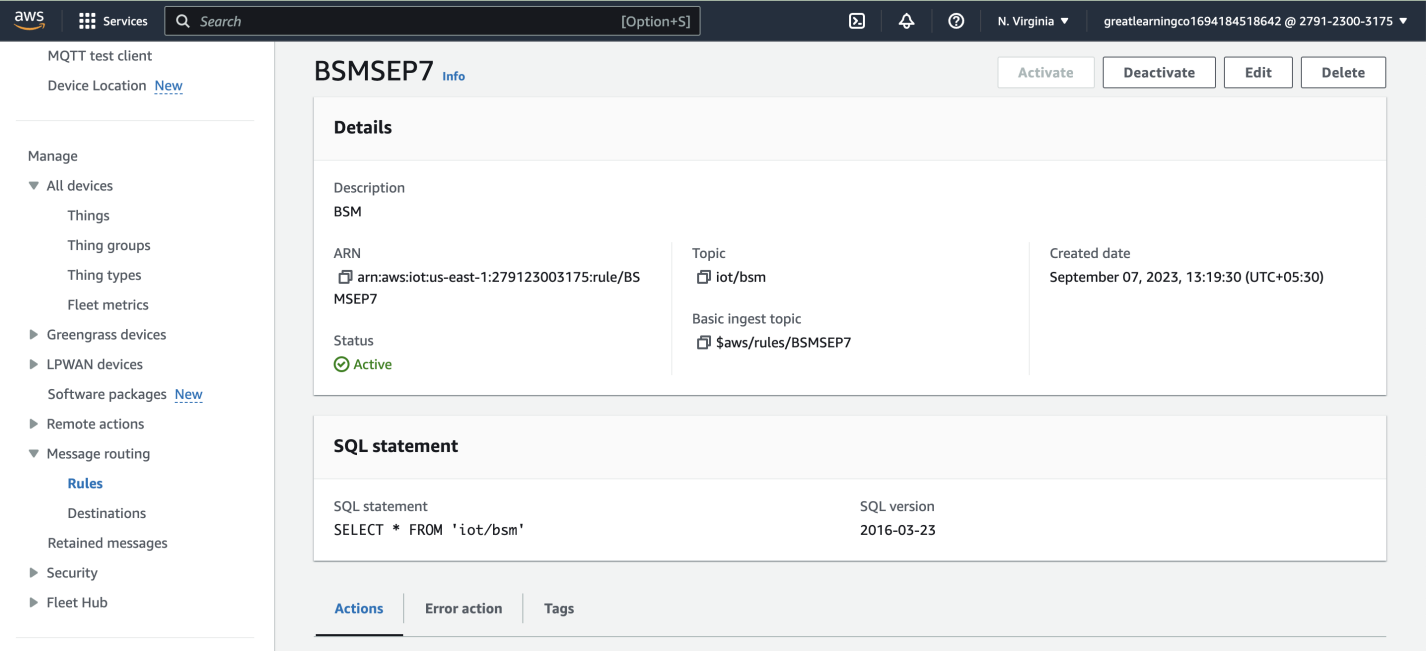 aws Services Search [Option+S] N. Virginia greatlearningco1694184518642 @ 2791-2300-3175
MQTT test client
Device Location New
Manage
All devices
Things
Thing groups
Thing types
Fleet metrics
Greengrass devices
LPWAN devices
Software packages New
Remote actions
Message routing
Rules
Destinations
Retained messages
Security
Fleet Hub
BSMSEP7 Info
Activate Deactivate Edit Delete
Details
Description
BSM
ARN
arn:aws:iot:us-east-1:279123003175:rule/BS
MSEP7
Status
Active
Topic
iot/bsm
Basic ingest topic
$aws/rules/BSMSEP7
Created date
September 07, 2023, 13:19:30 (UTC+05:30)
SQL statement
SQL statement
SELECT * FROM 'iot/bsm'
SQL version
2016-03-23
Actions Error action Tags